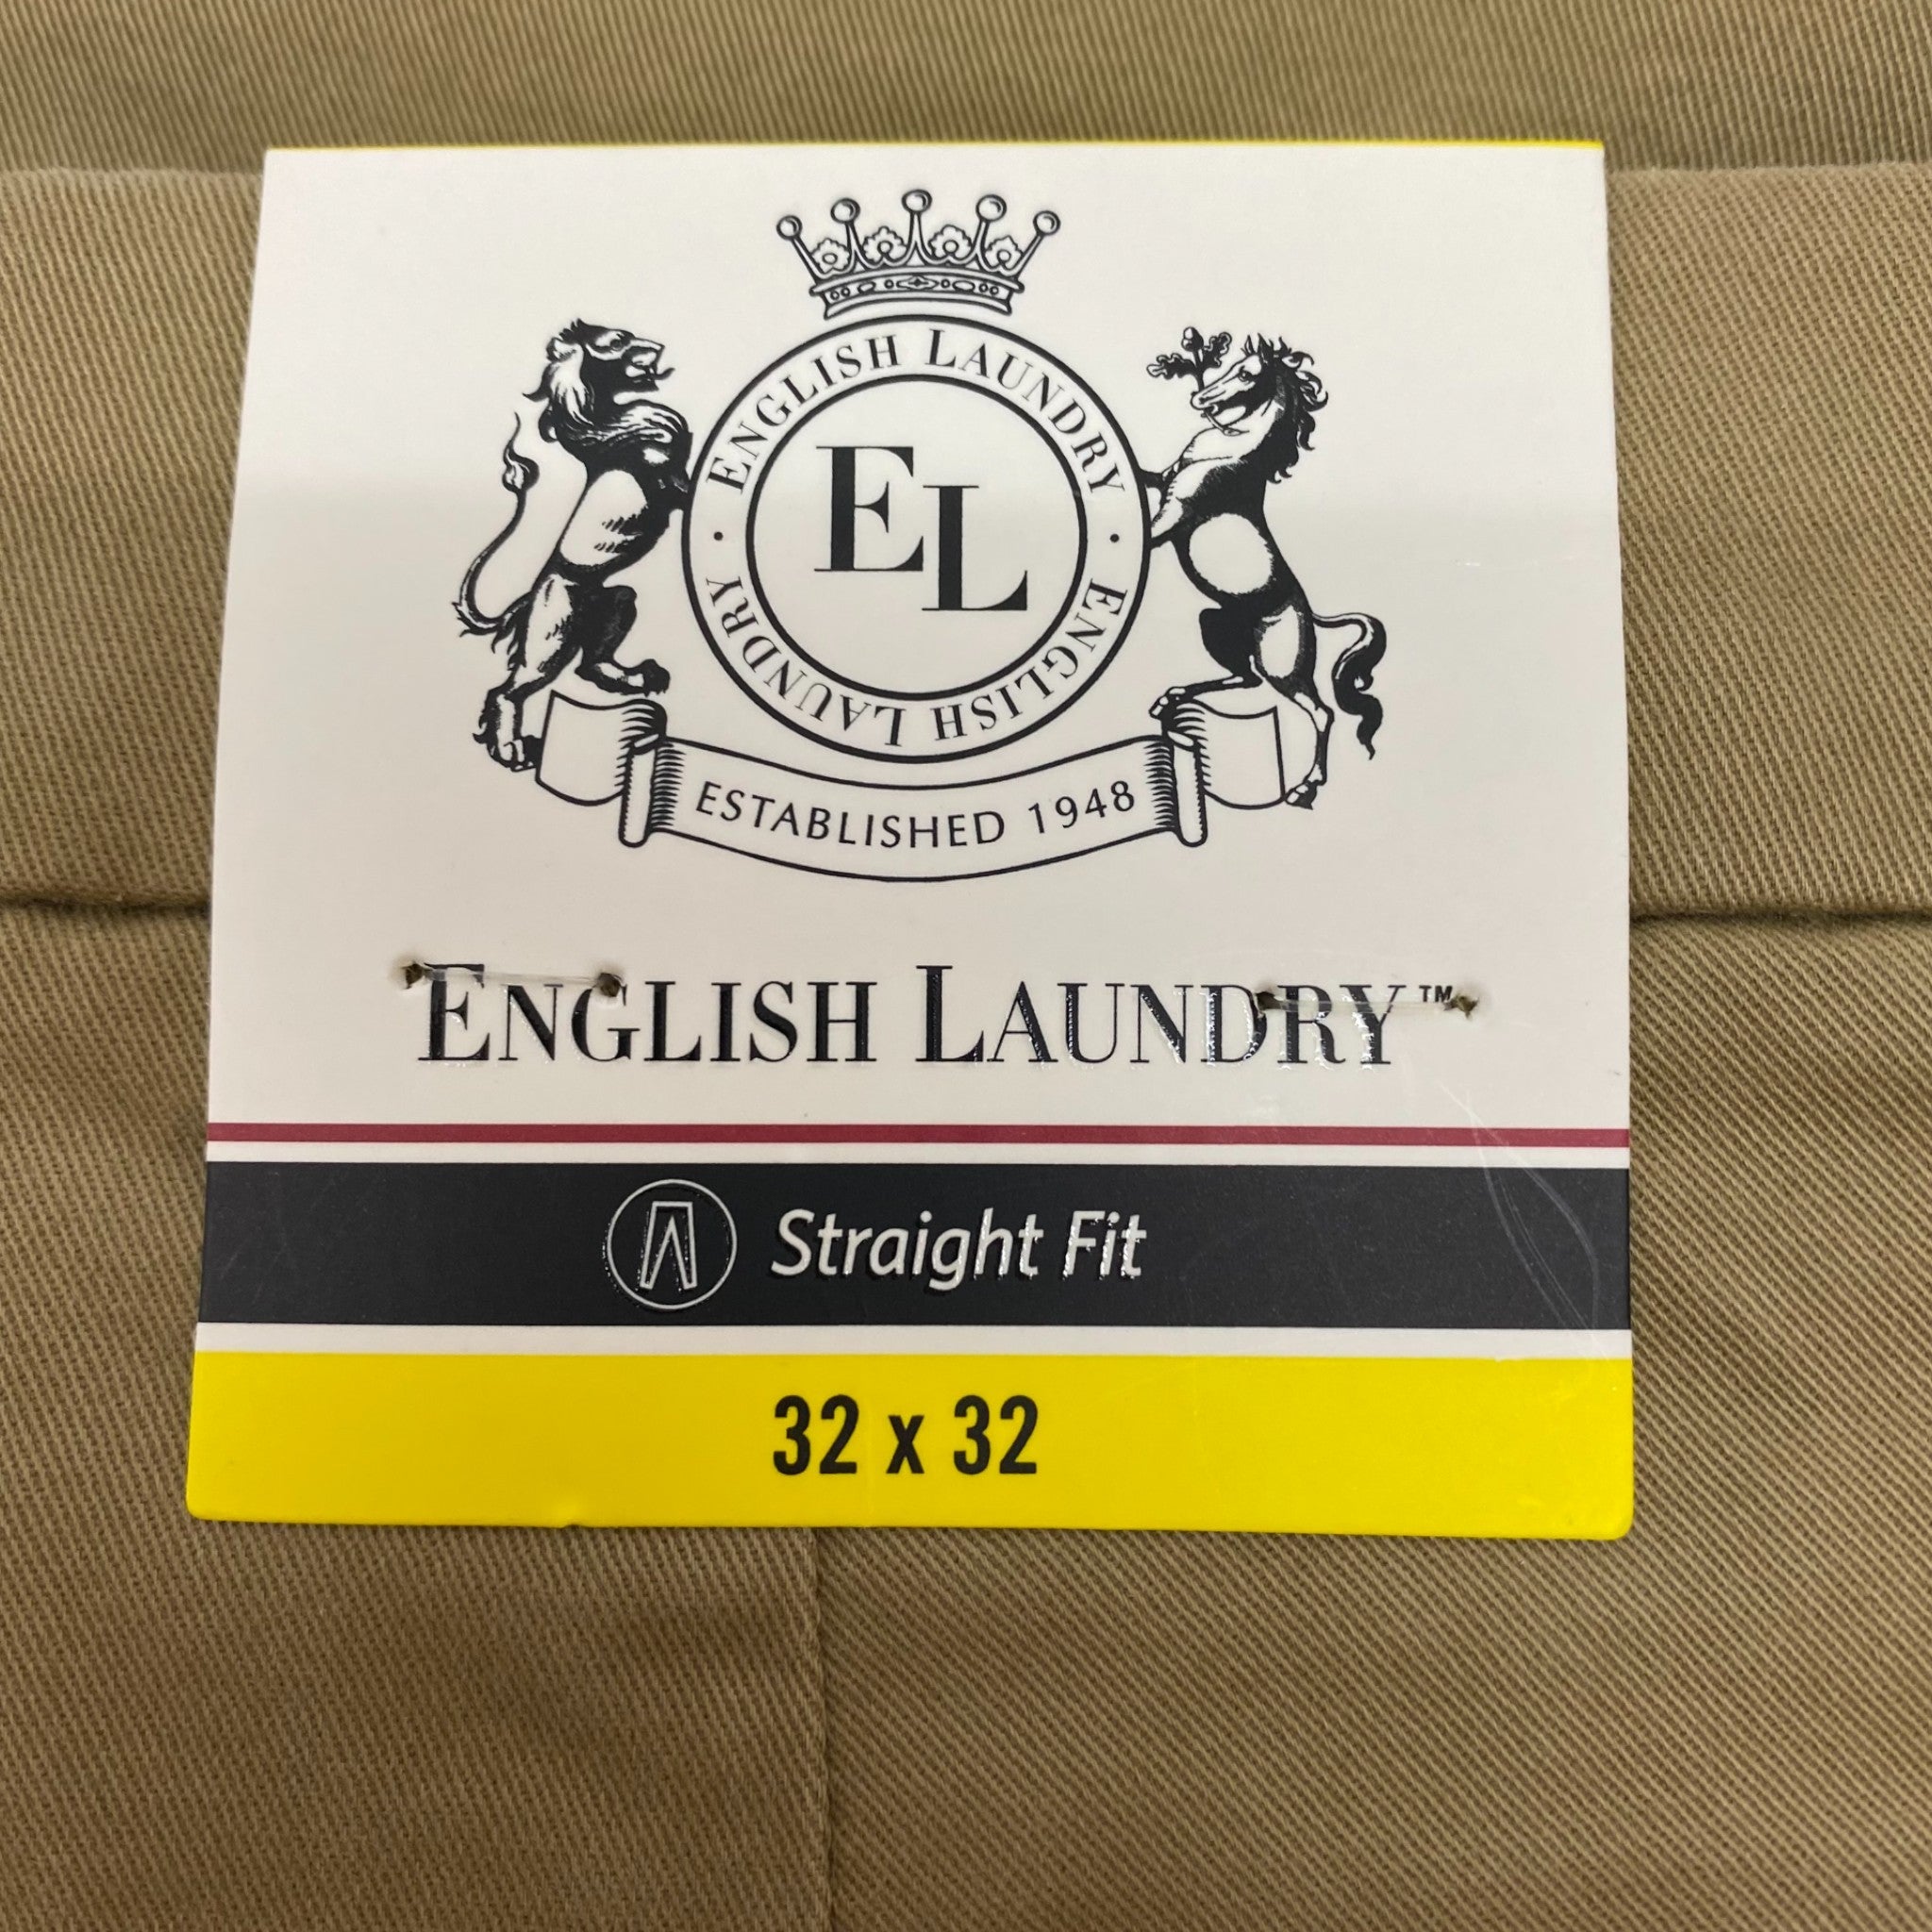 ENGLISH LAUNDRY · ENGLISH LAUNDRY ·
EL
ESTABLISHED 1948
ENGLISH LAUNDRY™
Straight Fit
32 x 32